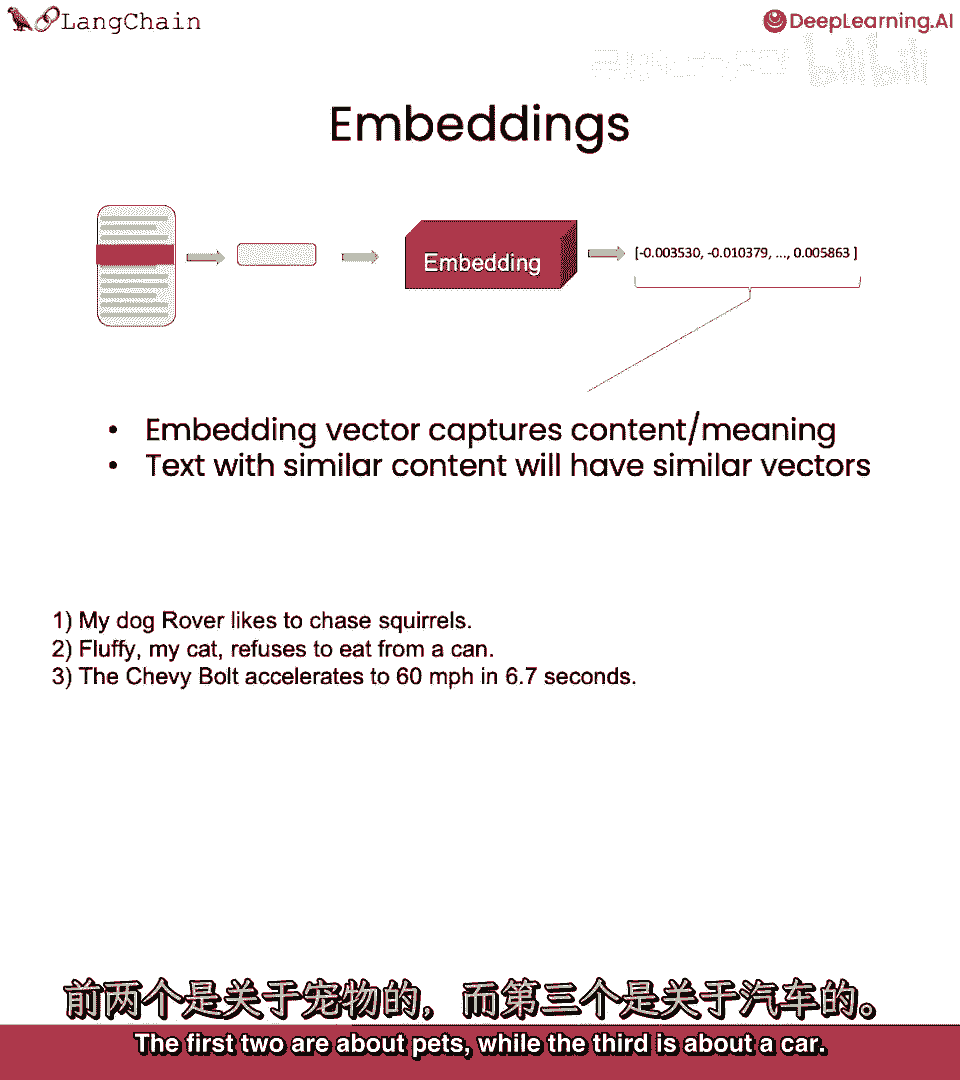 LangChain
DeepLearning.AI
bilibili
Embeddings
Embedding
[-0.003530, -0.010379, ..., 0.005863 ]
• Embedding vector captures content/meaning
• Text with similar content will have similar vectors
1) My dog Rover likes to chase squirrels.
2) Fluffy, my cat, refuses to eat from a can.
3) The Chevy Bolt accelerates to 60 mph in 6.7 seconds.
前两个是关于宠物的，而第三个是关于汽车的。
The first two are about pets, while the third is about a car.